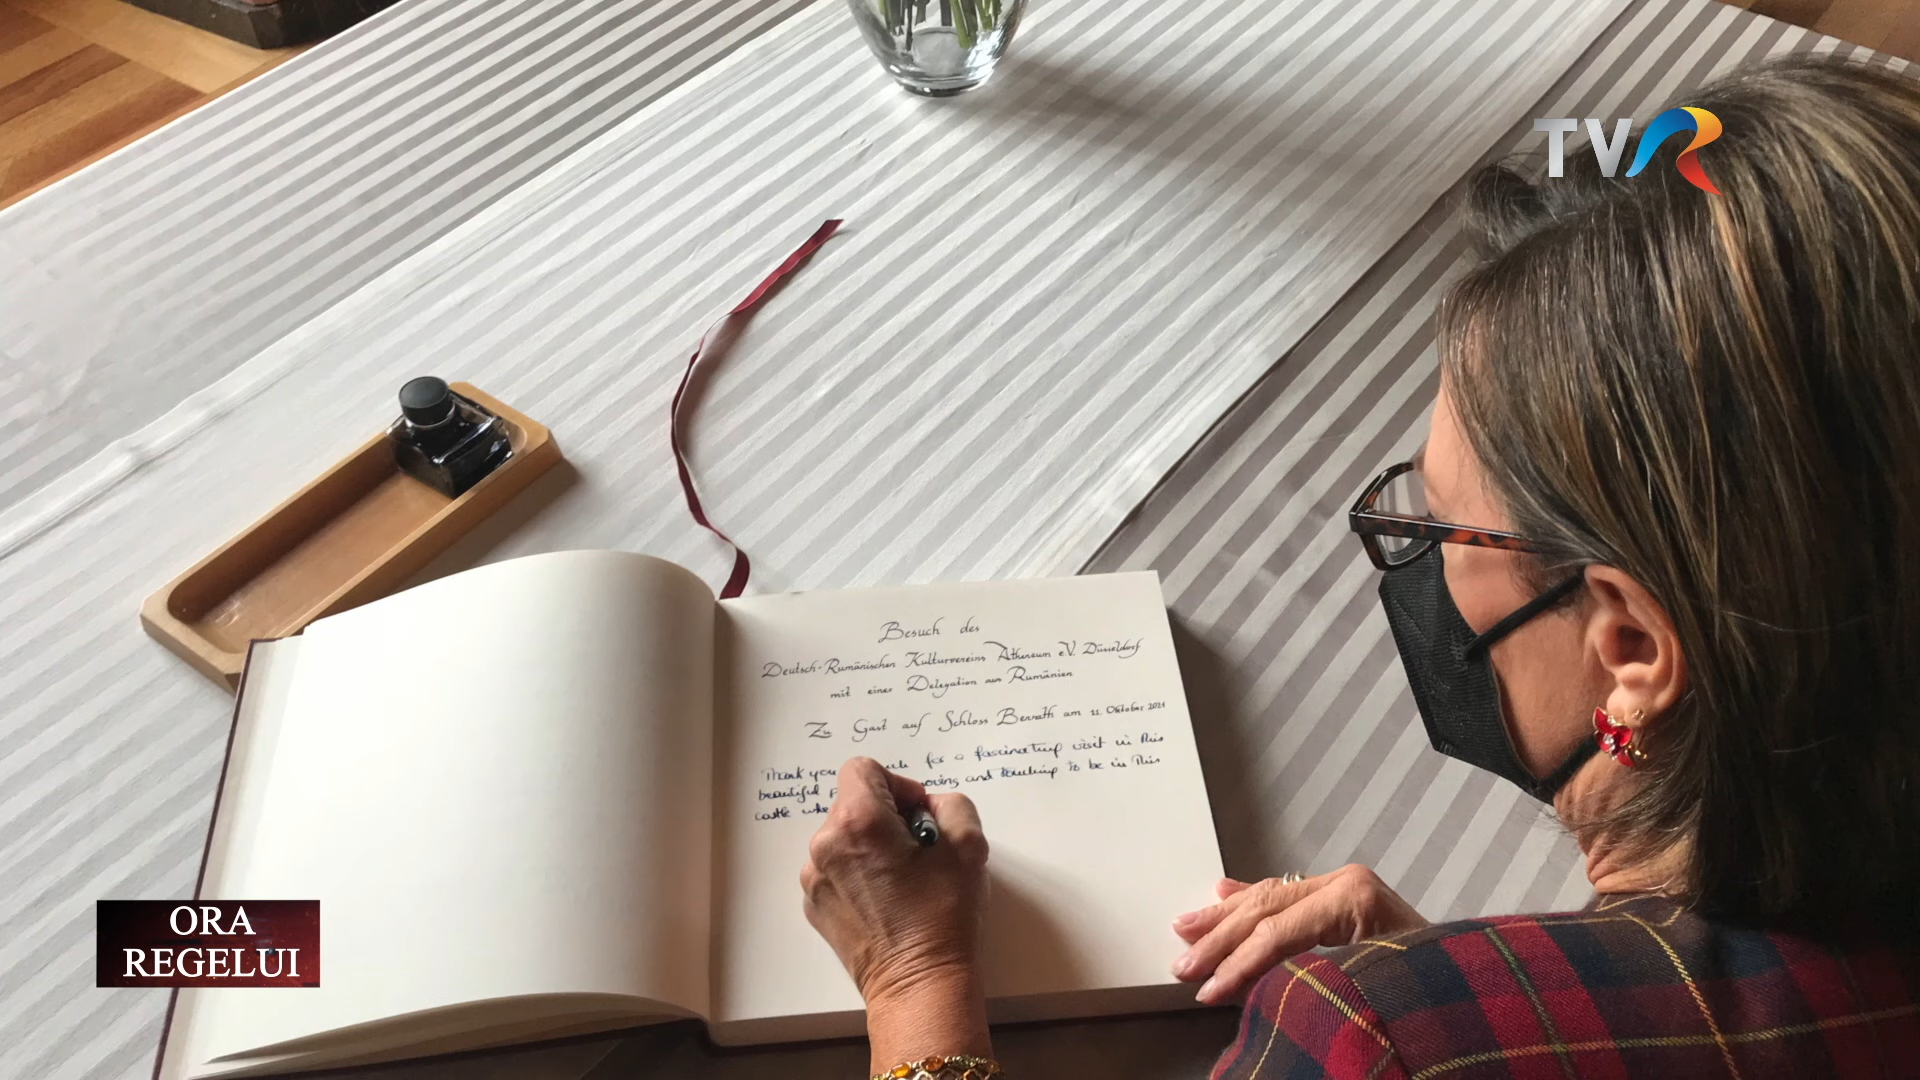 TVR
Besuch des
Deutsch-Rumänischen Kulturvereins Athenäum e.V. Düsseldorf
mit einer Delegation aus Rumänien
Zu Gast auf Schloss Benrath am 11. Oktober 2021
Thank you for a fascinating visit in this
beautiful and touching to be in this
castle
ORA
REGELUI